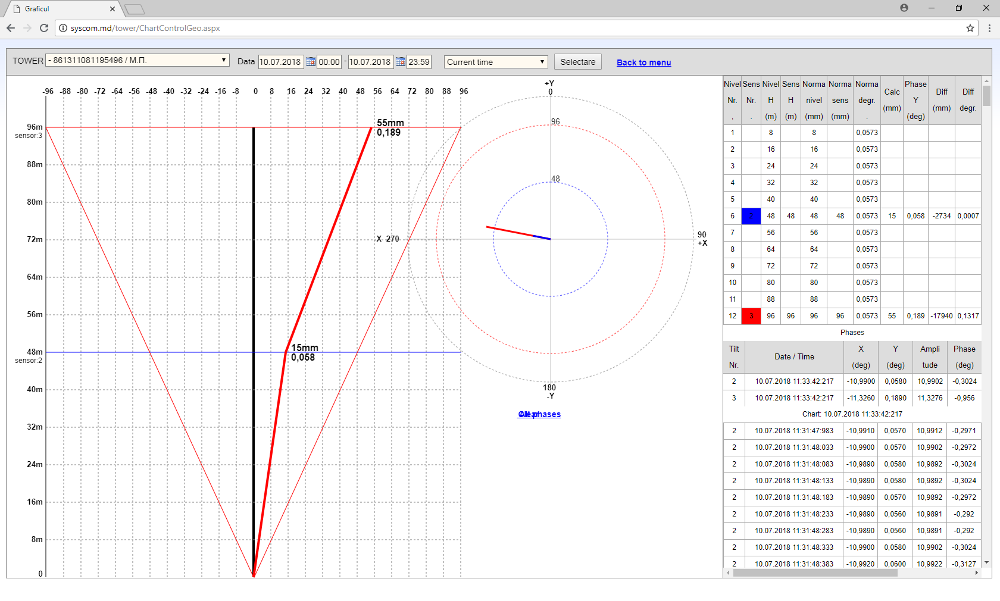 Graficul
syscom.md/tower/ChartControlGeo.aspx
TOWER - 861311081195496 / М.П. Data 10.07.2018 00:00 - 10.07.2018 23:59 Current time Selectare Back to menu
-96 -88 -80 -72 -64 -56 -48 -40 -32 -24 -16 -8 0 8 16 24 32 40 48 56 64 72 80 88 96
96m
sensor:3
88m
80m
72m
64m
56m
48m
sensor:2
40m
32m
24m
16m
8m
0
55mm
0,189
15mm
0,058
+Y
0
96
48
X 270
90
+X
180
-Y
All phases
Nivel Nr. , Sens Nr. . Nivel H (m) Sens H (m) Norma nivel (mm) Norma sens (mm) Norma degr. . Calc (mm) Phase Y (deg) Diff (mm) Diff degr.
1 8 8 0,0573
2 16 16 0,0573
3 24 24 0,0573
4 32 32 0,0573
5 40 40 0,0573
6 2 48 48 48 48 0,0573 15 0,058 -2734 0,0007
7 56 56 0,0573
8 64 64 0,0573
9 72 72 0,0573
10 80 80 0,0573
11 88 88 0,0573
12 3 96 96 96 96 0,0573 55 0,189 -17940 0,1317
Phases
Tilt Nr. Date / Time X (deg) Y (deg) Ampli tude Phase (deg)
2 10.07.2018 11:33:42:217 -10,9900 0,0580 10,9902 -0,3024
3 10.07.2018 11:33:42:217 -11,3260 0,1890 11,3276 -0,956
Chart: 10.07.2018 11:33:42:217
2 10.07.2018 11:31:47:983 -10,9910 0,0570 10,9912 -0,2971
2 10.07.2018 11:31:48:033 -10,9900 0,0570 10,9902 -0,2972
2 10.07.2018 11:31:48:083 -10,9890 0,0580 10,9892 -0,3024
2 10.07.2018 11:31:48:133 -10,9890 0,0580 10,9892 -0,3024
2 10.07.2018 11:31:48:183 -10,9890 0,0570 10,9892 -0,2972
2 10.07.2018 11:31:48:233 -10,9890 0,0560 10,9891 -0,292
2 10.07.2018 11:31:48:283 -10,9890 0,0560 10,9891 -0,292
2 10.07.2018 11:31:48:333 -10,9900 0,0580 10,9902 -0,3024
2 10.07.2018 11:31:48:383 -10,9920 0,0600 10,9922 -0,3127